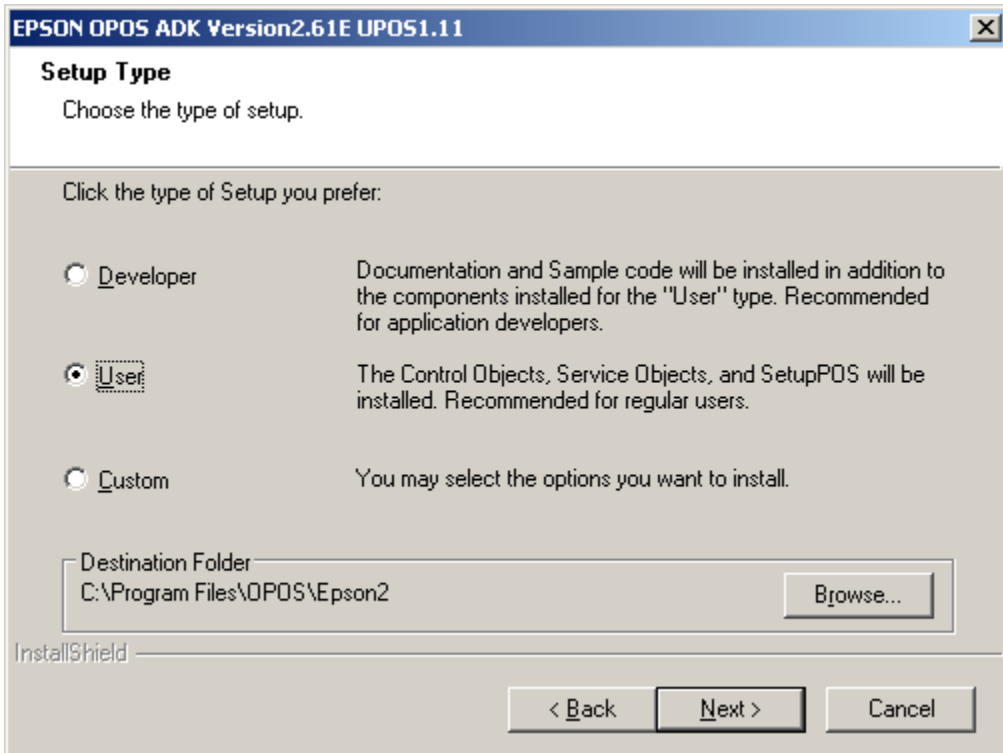 EPSON OPOS ADK Version2.61E UPOS1.11
Setup Type
Choose the type of setup.
Click the type of Setup you prefer:
Developer
Documentation and Sample code will be installed in addition to
the components installed for the "User" type. Recommended
for application developers.
User
The Control Objects, Service Objects, and SetupPOS will be
installed. Recommended for regular users.
Custom
You may select the options you want to install.
Destination Folder
C:\Program Files\OPOS\Epson2
Browse...
InstallShield
< Back
Next >
Cancel